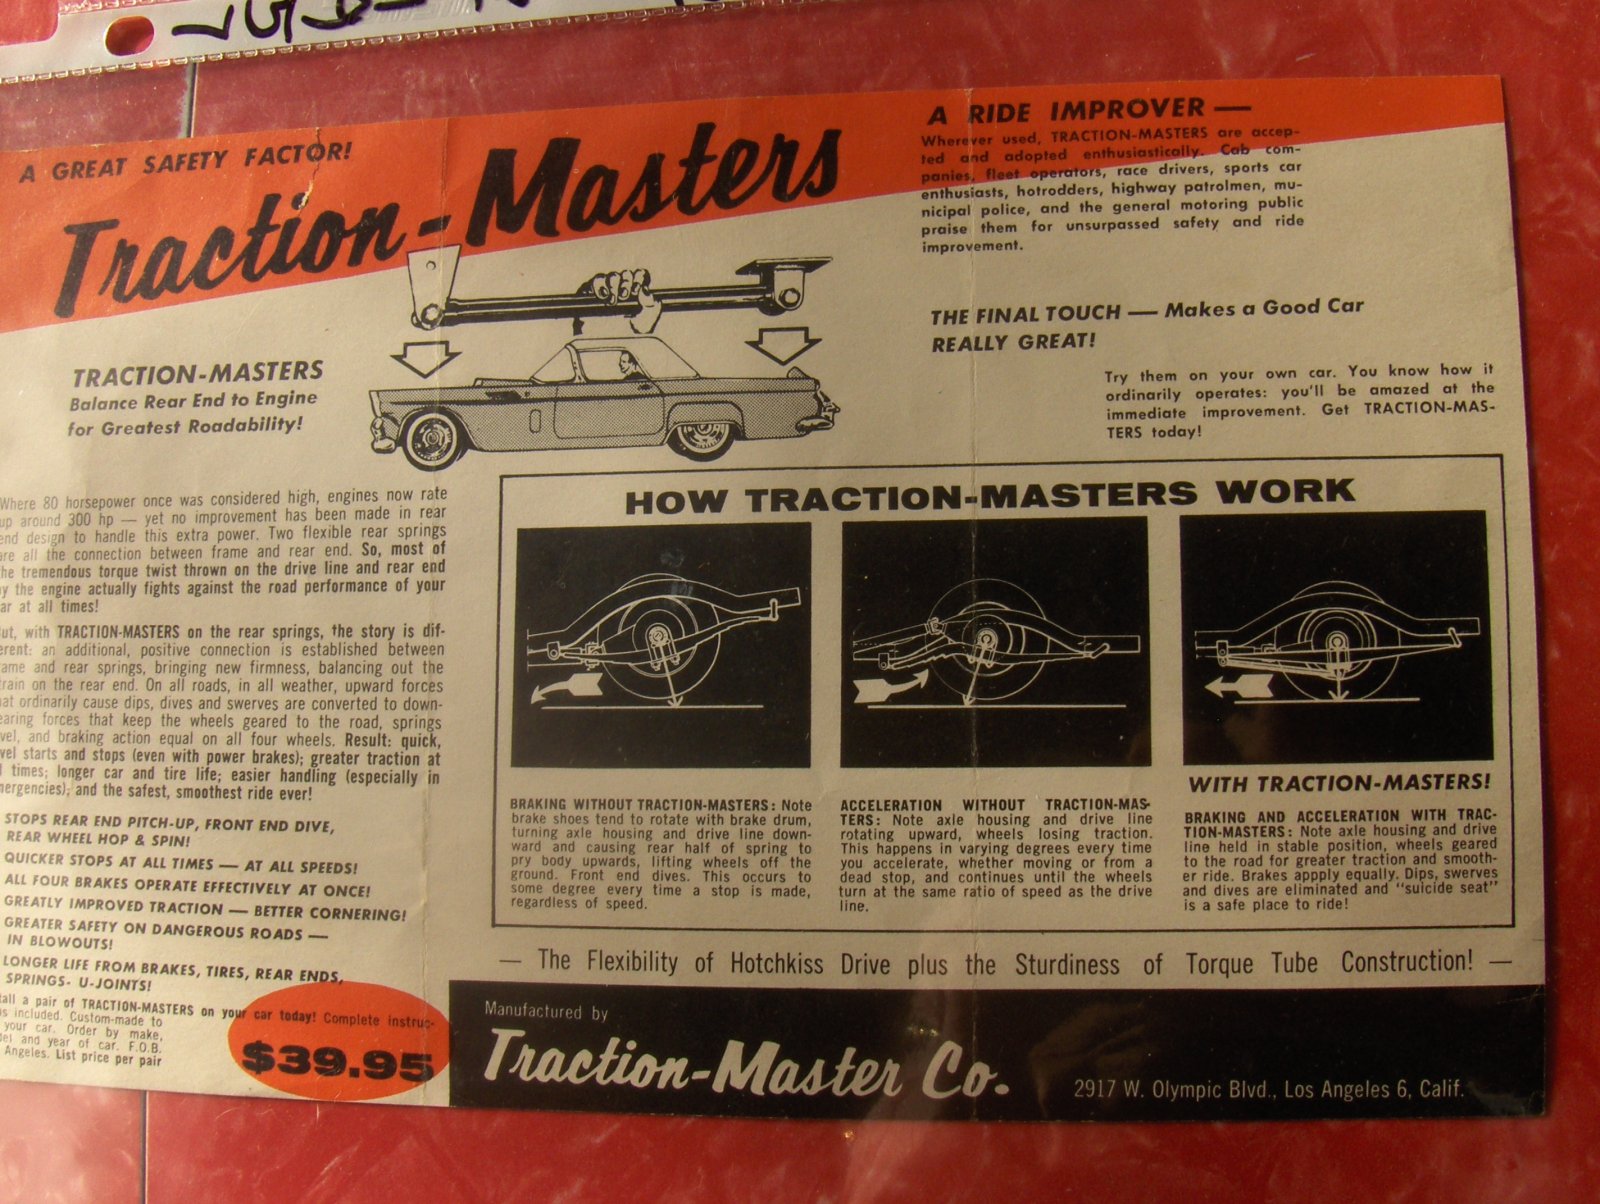 A GREAT SAFETY FACTOR!
Traction-Masters
TRACTION-MASTERS
Balance Rear End to Engine
for Greatest Roadability!
Where 80 horsepower once was considered high, engines now rate
up around 300 hp — yet no improvement has been made in rear
end design to handle this extra power. Two flexible rear springs
are all the connection between frame and rear end. So, most of
the tremendous torque twist thrown on the drive line and rear end
by the engine actually fights against the road performance of your
ar at all times!
ut, with TRACTION-MASTERS on the rear springs, the story is dif-
erent: an additional, positive connection is established between
ame and rear springs, bringing new firmness, balancing out the
rain on the rear end. On all roads, in all weather, upward forces
at ordinarily cause dips, dives and swerves are converted to down-
earing forces that keep the wheels geared to the road, springs
vel, and braking action equal on all four wheels. Result: quick,
vel starts and stops (even with power brakes); greater traction at
l times; longer car and tire life; easier handling (especially in
mergencies); and the safest, smoothest ride ever!
STOPS REAR END PITCH-UP, FRONT END DIVE,
REAR WHEEL HOP & SPIN!
QUICKER STOPS AT ALL TIMES — AT ALL SPEEDS!
ALL FOUR BRAKES OPERATE EFFECTIVELY AT ONCE!
GREATLY IMPROVED TRACTION — BETTER CORNERING!
GREATER SAFETY ON DANGEROUS ROADS —
IN BLOWOUTS!
LONGER LIFE FROM BRAKES, TIRES, REAR ENDS,
SPRINGS- U-JOINTS!
tall a pair of TRACTION-MASTERS on your car today! Complete instruc-
s included. Custom-made to
your car. Order by make,
del and year of car. F.O.B.
Angeles. List price per pair
$39.95
A RIDE IMPROVER —
Wherever used, TRACTION-MASTERS are accep-
ted and adopted enthusiastically. Cab com-
panies, fleet operators, race drivers, sports car
enthusiasts, hotrodders, highway patrolmen, mu-
nicipal police, and the general motoring public
praise them for unsurpassed safety and ride
improvement.
THE FINAL TOUCH — Makes a Good Car
REALLY GREAT!
Try them on your own car. You know how it
ordinarily operates: you'll be amazed at the
immediate improvement. Get TRACTION-MAS-
TERS today!
HOW TRACTION-MASTERS WORK
BRAKING WITHOUT TRACTION-MASTERS: Note
brake shoes tend to rotate with brake drum,
turning axle housing and drive line down-
ward and causing rear half of spring to
pry body upwards, lifting wheels off the
ground. Front end dives. This occurs to
some degree every time a stop is made,
regardless of speed.
ACCELERATION WITHOUT TRACTION-MAS-
TERS: Note axle housing and drive line
rotating upward, wheels losing traction.
This happens in varying degrees every time
you accelerate, whether moving or from a
dead stop, and continues until the wheels
turn at the same ratio of speed as the drive
line.
WITH TRACTION-MASTERS!
BRAKING AND ACCELERATION WITH TRAC-
TION-MASTERS: Note axle housing and drive
line held in stable position, wheels geared
to the road for greater traction and smooth-
er ride. Brakes appply equally. Dips, swerves
and dives are eliminated and "suicide seat"
is a safe place to ride!
— The Flexibility of Hotchkiss Drive plus the Sturdiness of Torque Tube Construction! —
Manufactured by
Traction-Master Co.
2917 W. Olympic Blvd., Los Angeles 6, Calif.